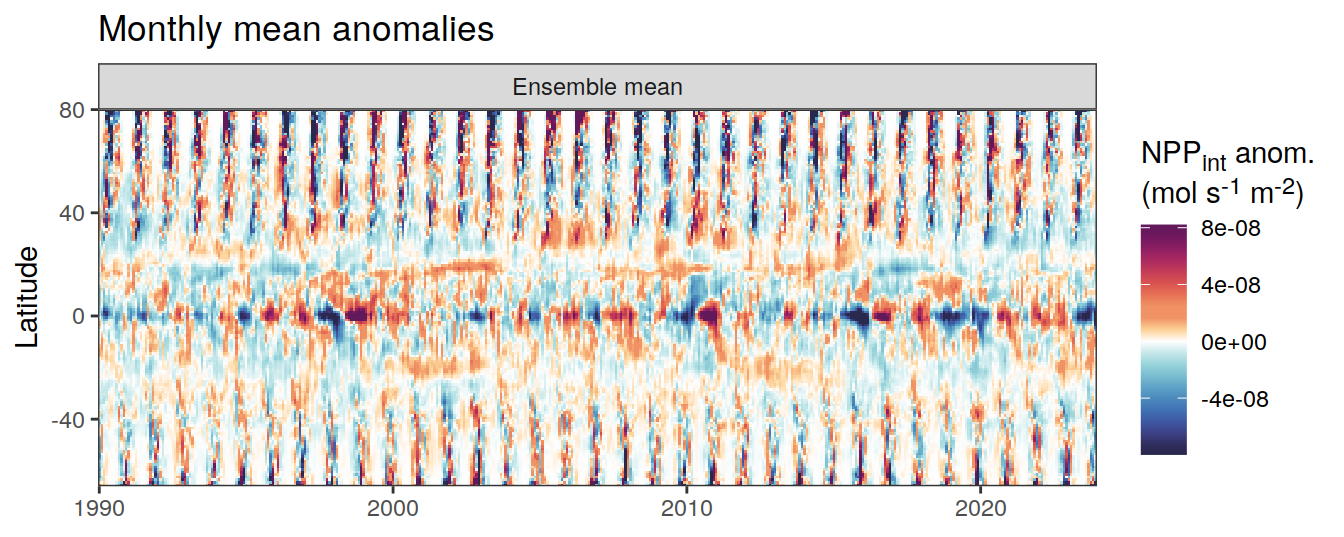 Monthly mean anomalies
Ensemble mean
80
40
0
-40
Latitude
1990
2000
2010
2020
NPPint anom.
(mol s-1 m-2)
8e-08
4e-08
0e+00
-4e-08